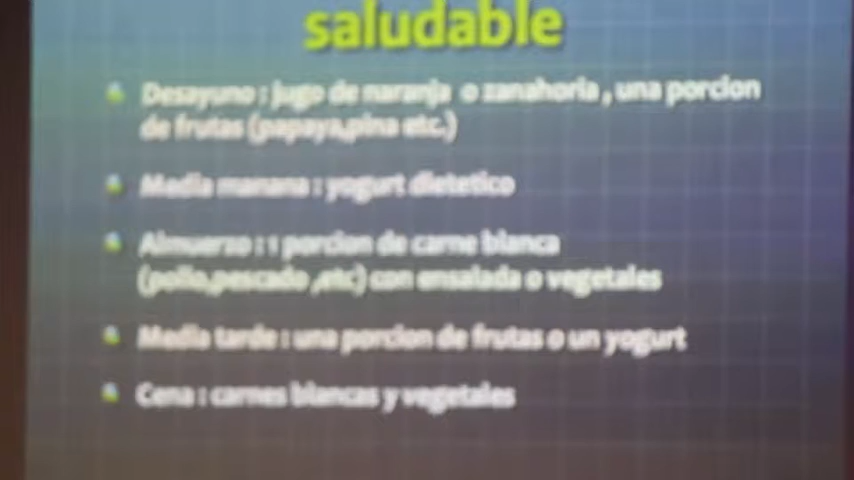 saludable
Desayuno : jugo de naranja o zanahoria , una porcion
de frutas (papaya,pina etc.)
Media manana : yogurt dietetico
Almuerzo : 1 porcion de carne blanca
(pollo,pescado ,etc) con ensalada o vegetales
Media tarde : una porcion de frutas o un yogurt
Cena : carnes blancas y vegetales